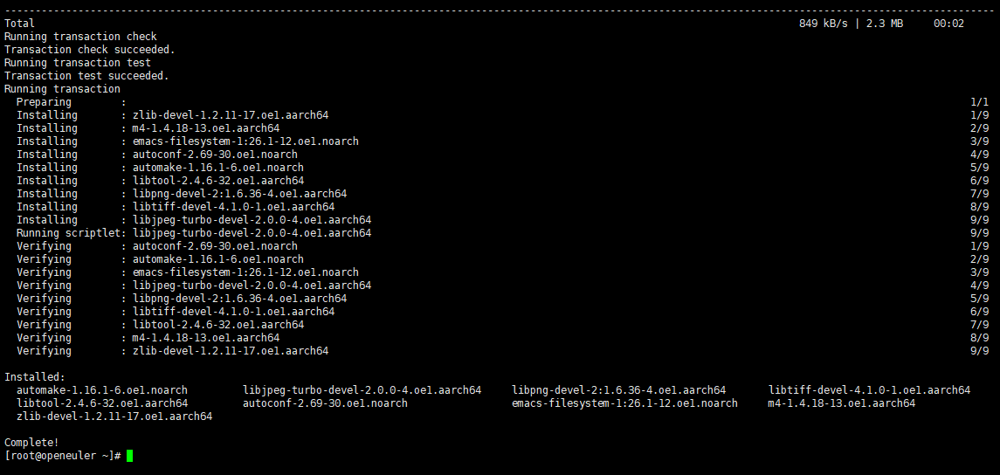 --------------------------------------------------------------------------------------------------------------------------------------------------------------------
Total                                                                                                                              849 kB/s | 2.3 MB     00:02
Running transaction check
Transaction check succeeded.
Running transaction test
Transaction test succeeded.
Running transaction
  Preparing        :                                                                                                                                          1/1
  Installing       : zlib-devel-1.2.11-17.oe1.aarch64                                                                                                         1/9
  Installing       : m4-1.4.18-13.oe1.aarch64                                                                                                                 2/9
  Installing       : emacs-filesystem-1:26.1-12.oe1.noarch                                                                                                    3/9
  Installing       : autoconf-2.69-30.oe1.noarch                                                                                                              4/9
  Installing       : automake-1.16.1-6.oe1.noarch                                                                                                             5/9
  Installing       : libtool-2.4.6-32.oe1.aarch64                                                                                                             6/9
  Installing       : libpng-devel-2:1.6.36-4.oe1.aarch64                                                                                                      7/9
  Installing       : libtiff-devel-4.1.0-1.oe1.aarch64                                                                                                        8/9
  Installing       : libjpeg-turbo-devel-2.0.0-4.oe1.aarch64                                                                                                  9/9
  Running scriptlet: libjpeg-turbo-devel-2.0.0-4.oe1.aarch64                                                                                                  9/9
  Verifying        : autoconf-2.69-30.oe1.noarch                                                                                                              1/9
  Verifying        : automake-1.16.1-6.oe1.noarch                                                                                                             2/9
  Verifying        : emacs-filesystem-1:26.1-12.oe1.noarch                                                                                                    3/9
  Verifying        : libjpeg-turbo-devel-2.0.0-4.oe1.aarch64                                                                                                  4/9
  Verifying        : libpng-devel-2:1.6.36-4.oe1.aarch64                                                                                                      5/9
  Verifying        : libtiff-devel-4.1.0-1.oe1.aarch64                                                                                                        6/9
  Verifying        : libtool-2.4.6-32.oe1.aarch64                                                                                                             7/9
  Verifying        : m4-1.4.18-13.oe1.aarch64                                                                                                                 8/9
  Verifying        : zlib-devel-1.2.11-17.oe1.aarch64                                                                                                         9/9

Installed:
  automake-1.16.1-6.oe1.noarch         libjpeg-turbo-devel-2.0.0-4.oe1.aarch64     libpng-devel-2:1.6.36-4.oe1.aarch64       libtiff-devel-4.1.0-1.oe1.aarch64
  libtool-2.4.6-32.oe1.aarch64         autoconf-2.69-30.oe1.noarch                 emacs-filesystem-1:26.1-12.oe1.noarch     m4-1.4.18-13.oe1.aarch64
  zlib-devel-1.2.11-17.oe1.aarch64

Complete!
[root@openeuler ~]#